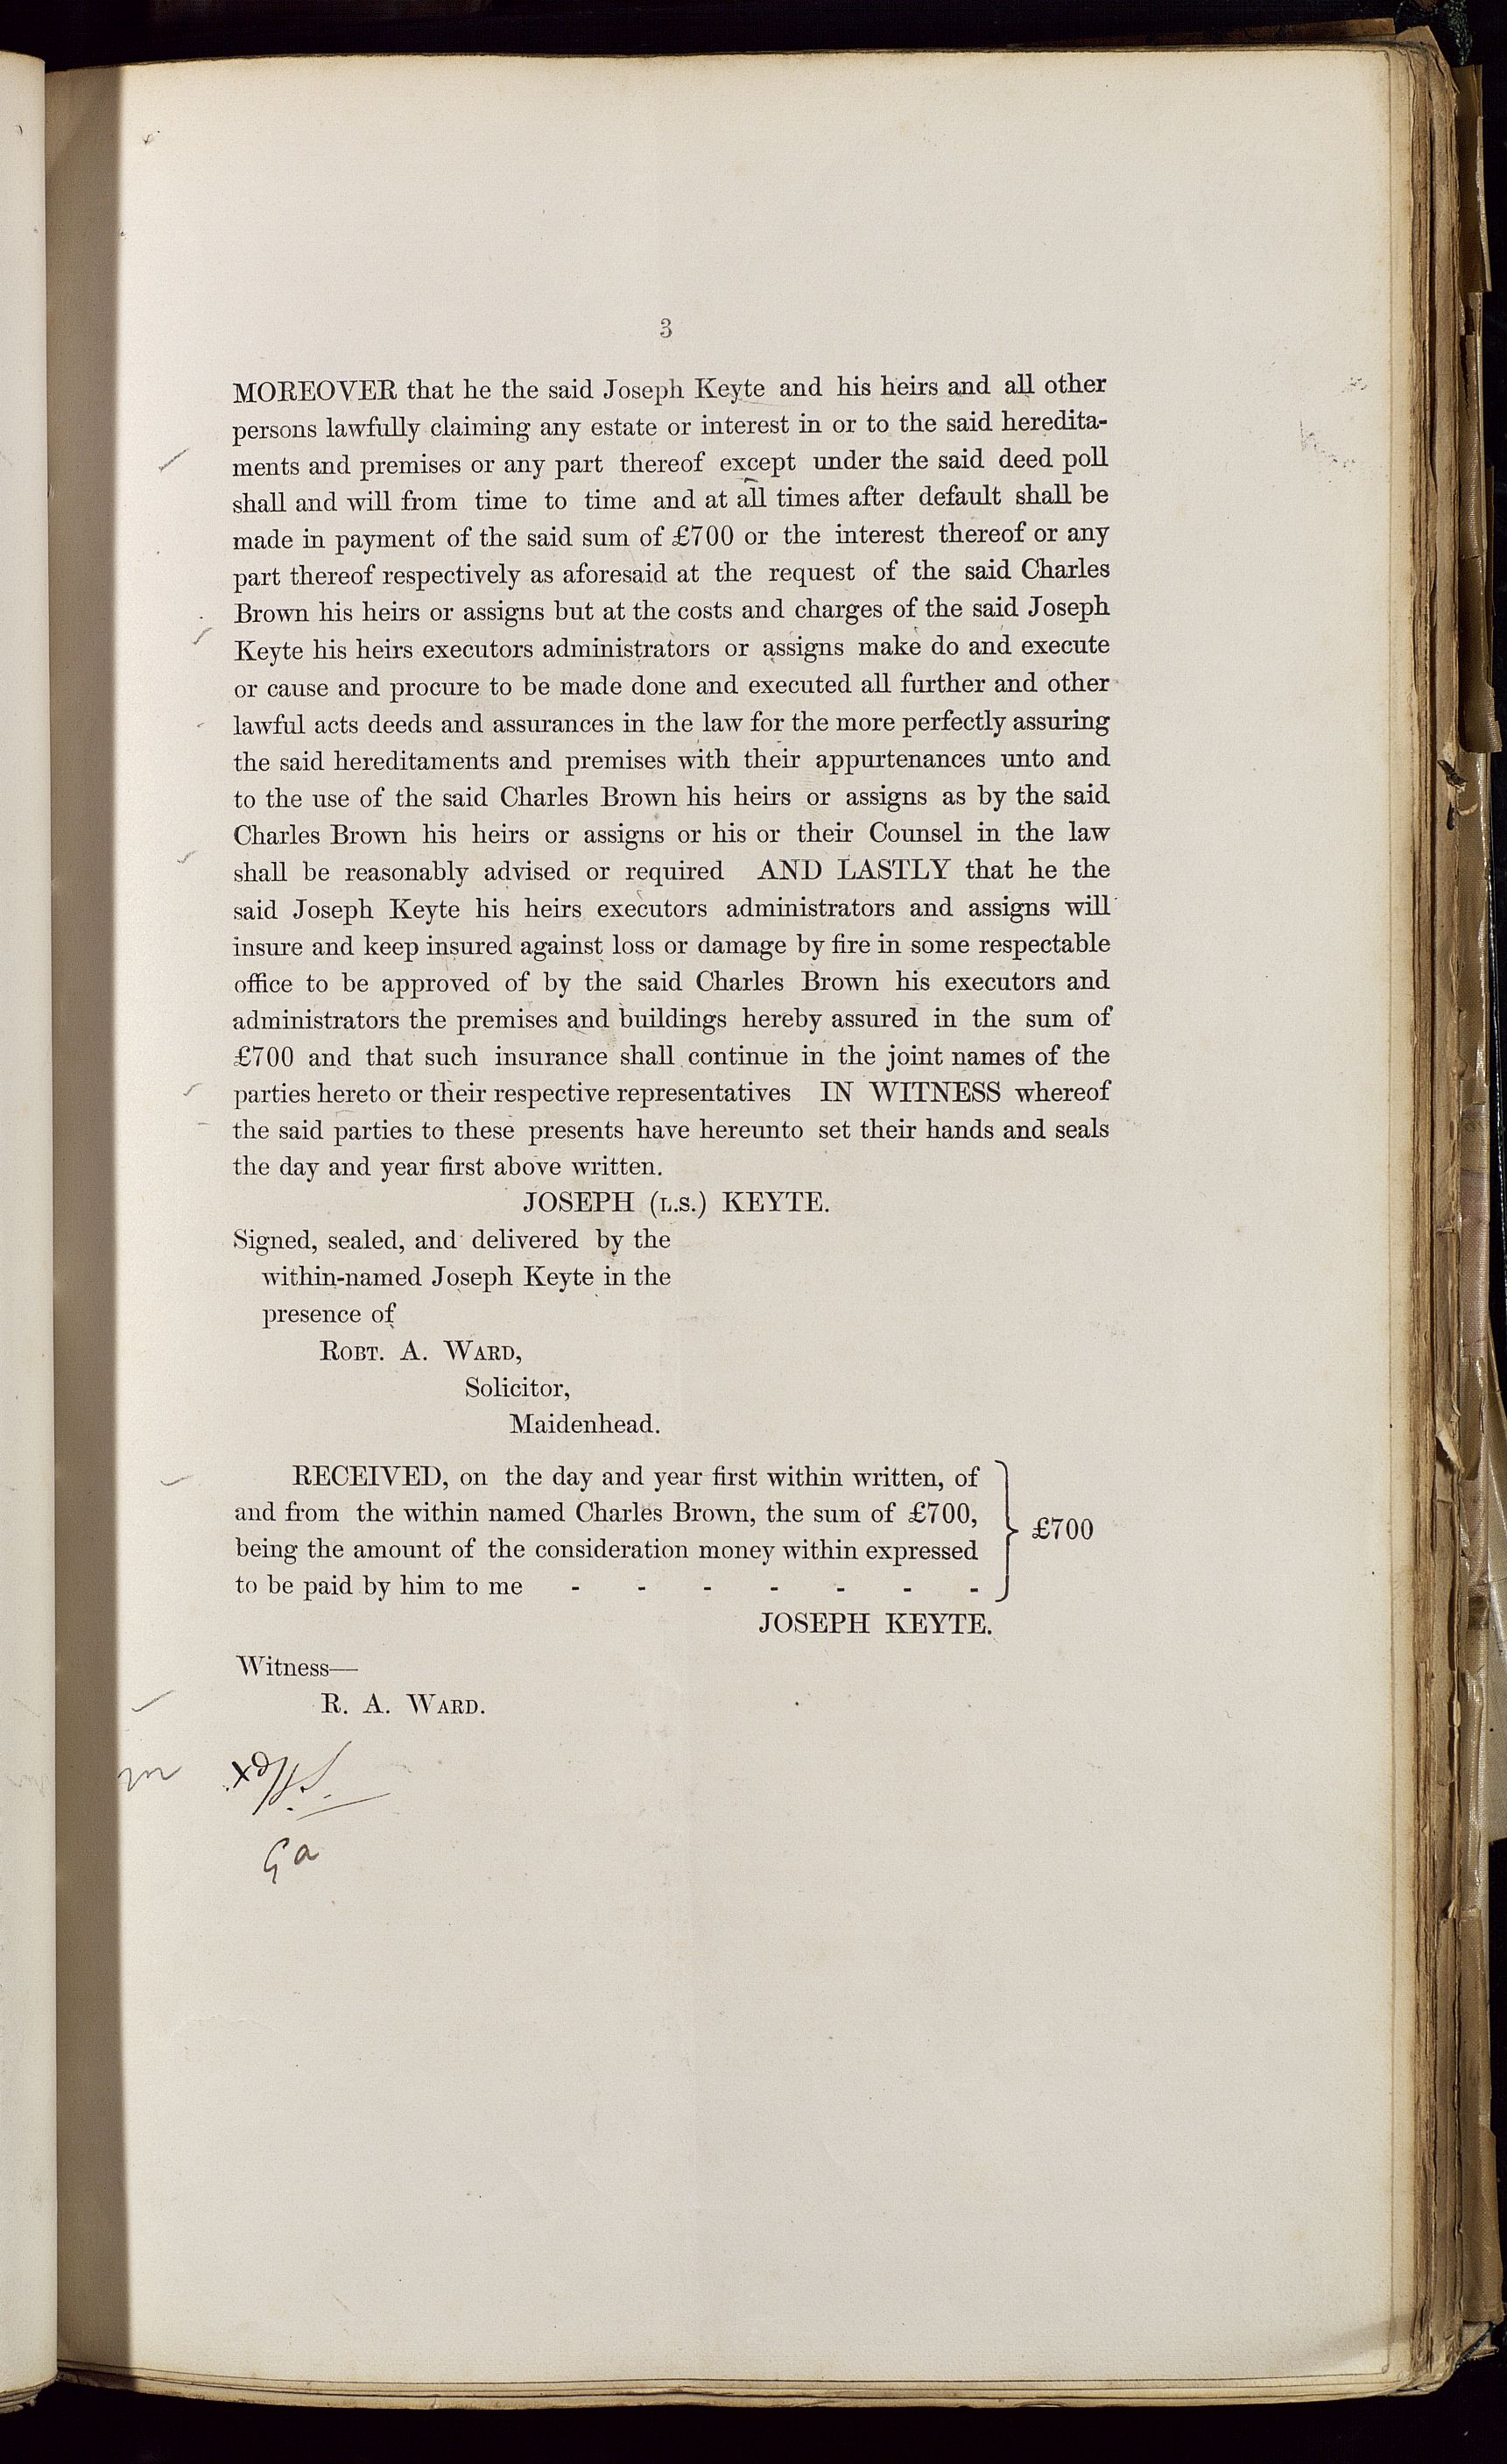 3
MOREOVER that he the said Joseph Keyte and his heirs and all other
persons lawfully claiming any estate or interest in or to the said heredita-
ments and premises or any part thereof except under the said deed poll
shall and will from time to time and at all times after default shall be
made in payment of the said sum of £700 or the interest thereof or any
part thereof respectively as aforesaid at the request of the said Charles
Brown his heirs or assigns but at the costs and charges of the said Joseph
Keyte his heirs executors administrators or assigns make do and execute
or cause and procure to be made done and executed all further and other
lawful acts deeds and assurances in the law for the more perfectly assuring
the said hereditaments and premises with their appurtenances unto and
to the use of the said Charles Brown his heirs or assigns as by the said
Charles Brown his heirs or assigns or his or their Counsel in the law
shall be reasonably advised or required AND LASTLY that he the
said Joseph Keyte his heirs executors administrators and assigns will
insure and keep insured against loss or damage by fire in some respectable
office to be approved of by the said Charles Brown his executors and
administrators the premises and buildings hereby assured in the sum of
£700 and that such insurance shall continue in the joint names of the
parties hereto or their respective representatives IN WITNESS whereof
the said parties to these presents have hereunto set their hands and seals
the day and year first above written.
JOSEPH (L.S.) KEYTE.
Signed, sealed, and delivered by the
within-named Joseph Keyte in the
presence of
ROBT. A. WARD,
Solicitor,
Maidenhead.
RECEIVED, on the day and year first within written, of
and from the within named Charles Brown, the sum of £700,
being the amount of the consideration money within expressed
to be paid by him to me - - - - - - -
£700
JOSEPH KEYTE.
Witness—
R. A. WARD.